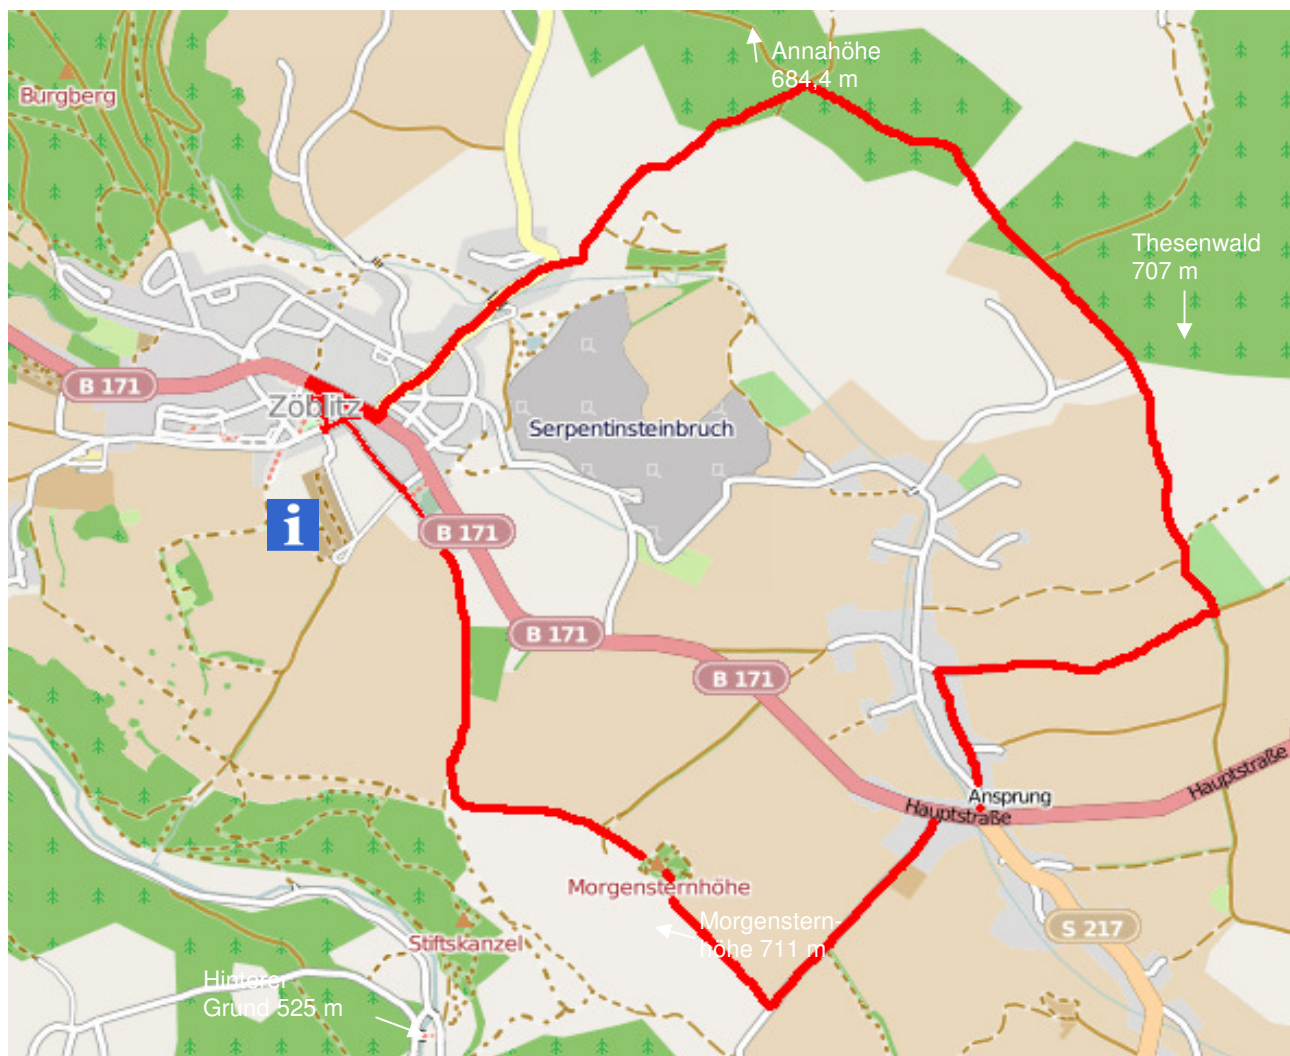 Annahöhe
684,4 m
Burgberg
Thesenwald
707 m
B 171
Zöblitz
Serpentinsteinbruch
i
B 171
B 171
B 171
Hauptstraße
Ansprung
Hauptstraße
Morgensternhöhe
Morgenstern-
höhe 711 m
S 217
Stiftskanzel
Hinterer
Grund 525 m